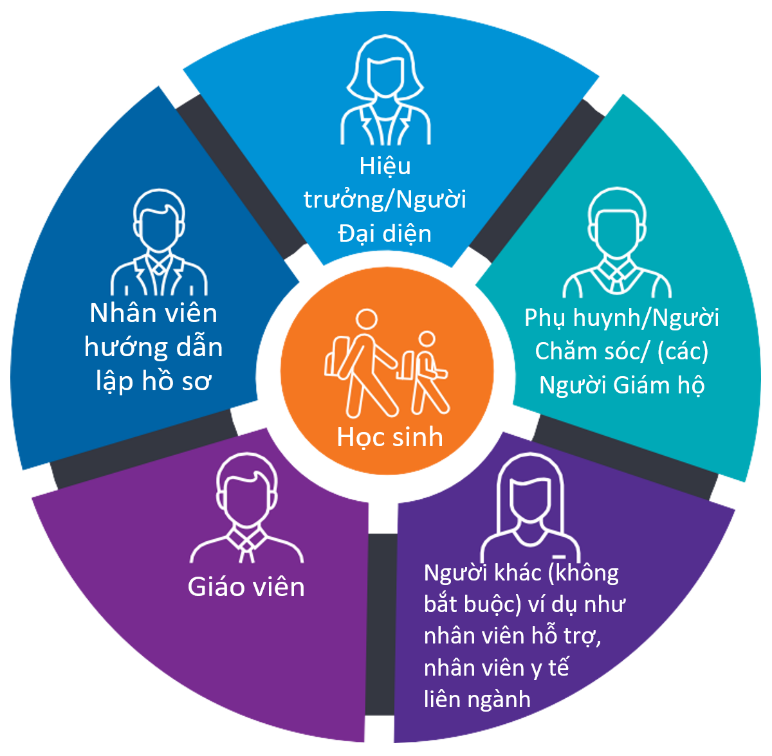 Hiệu
trưởng/Người
Đại diện
Phụ huynh/Người
Chăm sóc/ (các)
Người Giám hộ
Người khác (không
bắt buộc) ví dụ như
nhân viên hỗ trợ,
nhân viên y tế
liên ngành
Giáo viên
Nhân viên
hướng dẫn
lập hồ sơ
Học sinh